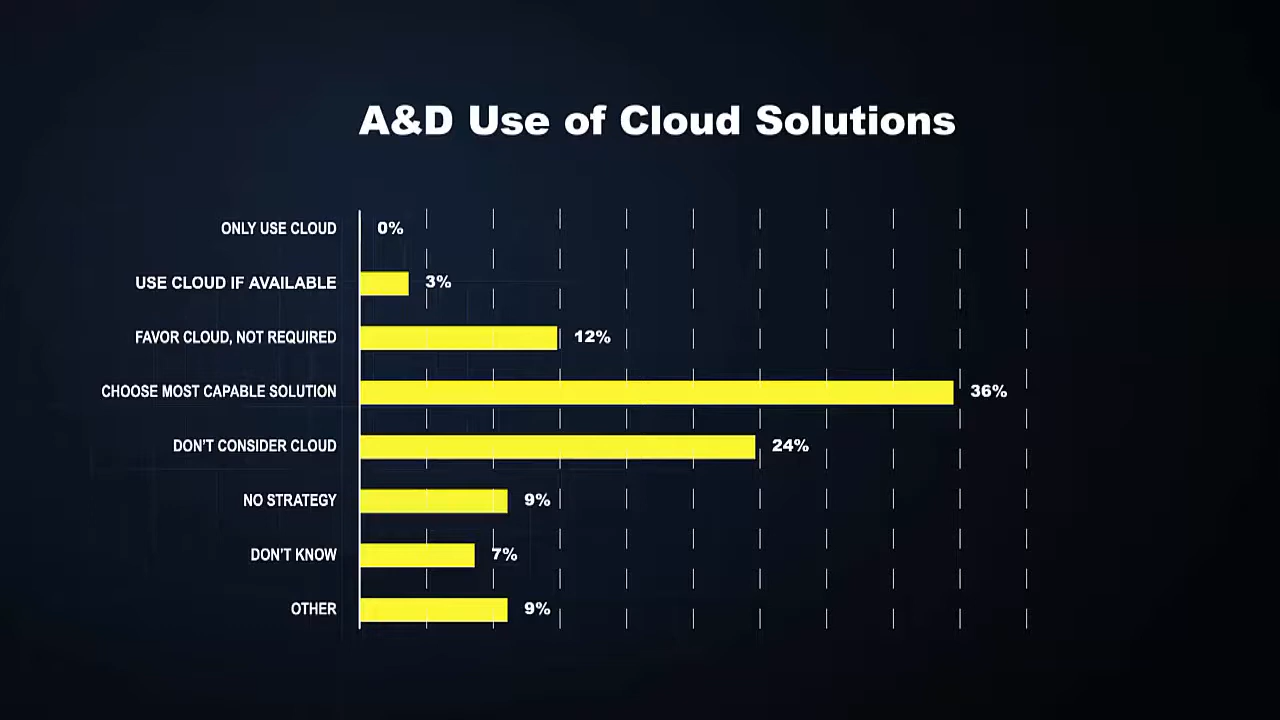 A&D Use of Cloud Solutions
ONLY USE CLOUD 0%
USE CLOUD IF AVAILABLE 3%
FAVOR CLOUD, NOT REQUIRED 12%
CHOOSE MOST CAPABLE SOLUTION 36%
DON'T CONSIDER CLOUD 24%
NO STRATEGY 9%
DON'T KNOW 7%
OTHER 9%